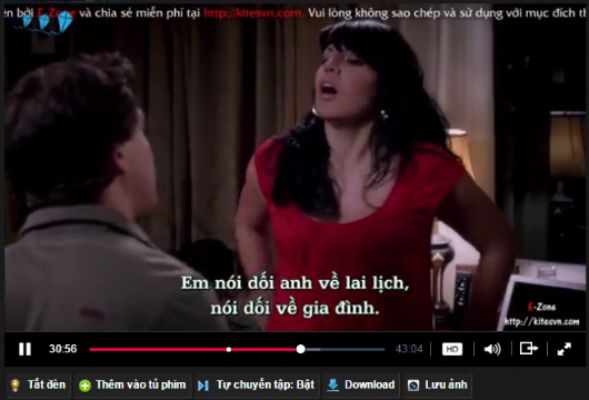 ện bởi E-Zone và chia sẻ miễn phí tại http://kitesvn.com. Vui lòng không sao chép và sử dụng với mục đích th
Em nói dối anh về lai lịch,
nói dối về gia đình.
E-Zone
http://kitesvn.com
30:56
43:04
HD
Tắt đèn
Thêm vào tủ phim
Tự chuyển tập: Bật
Download
Lưu ảnh